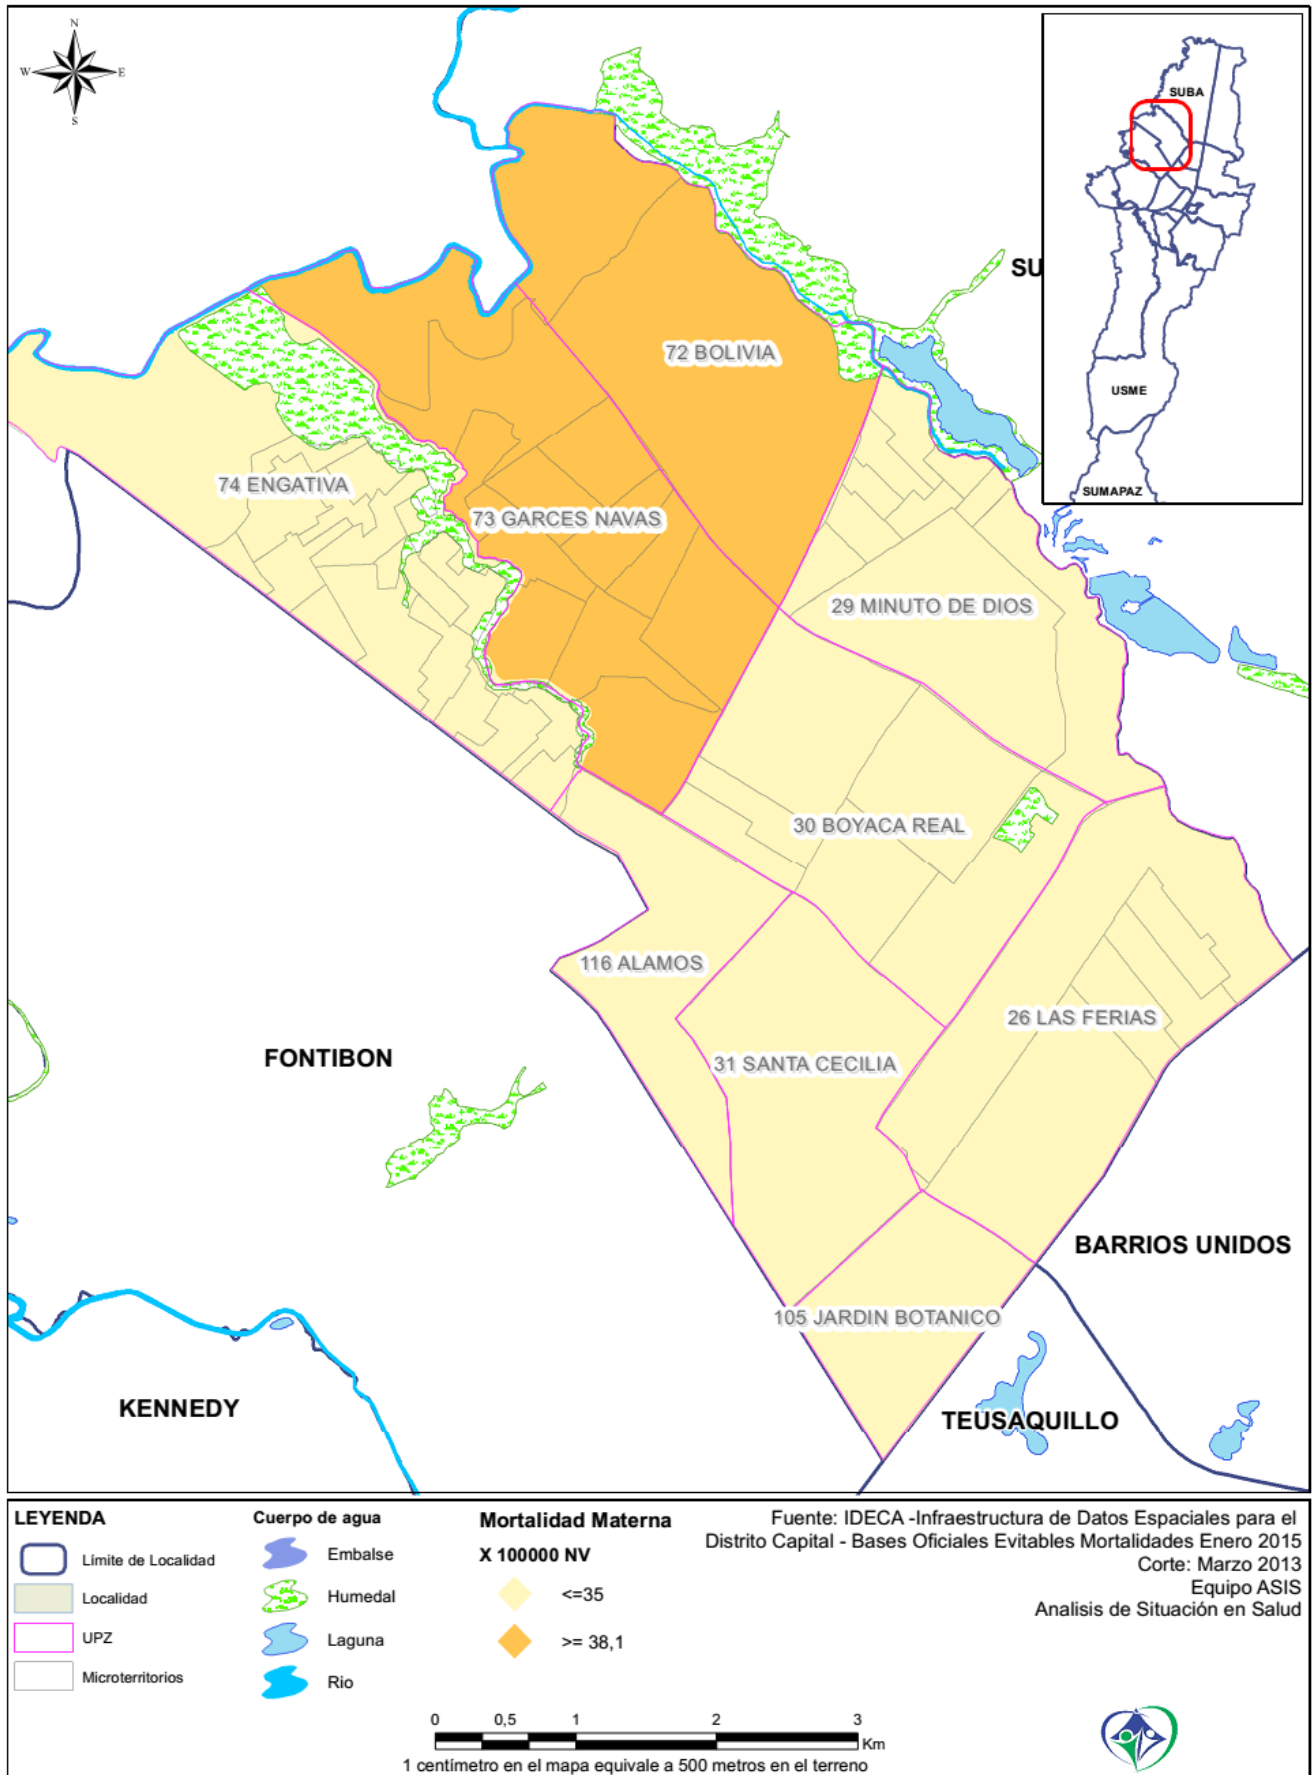 N
W
E
S
SUBA
USME
SUMAPAZ
SU
72 BOLIVIA
74 ENGATIVA
73 GARCES NAVAS
29 MINUTO DE DIOS
30 BOYACA REAL
116 ALAMOS
26 LAS FERIAS
31 SANTA CECILIA
FONTIBON
BARRIOS UNIDOS
105 JARDIN BOTANICO
KENNEDY
TEUSAQUILLO
LEYENDA
Límite de Localidad
Localidad
UPZ
Microterritorios
Cuerpo de agua
Embalse
Humedal
Laguna
Rio
Mortalidad Materna
X 100000 NV
<=35
>= 38,1
Fuente: IDECA -Infraestructura de Datos Espaciales para el
Distrito Capital - Bases Oficiales Evitables Mortalidades Enero 2015
Corte: Marzo 2013
Equipo ASIS
Analisis de Situación en Salud
0 0,5 1 2 3
Km
1 centímetro en el mapa equivale a 500 metros en el terreno